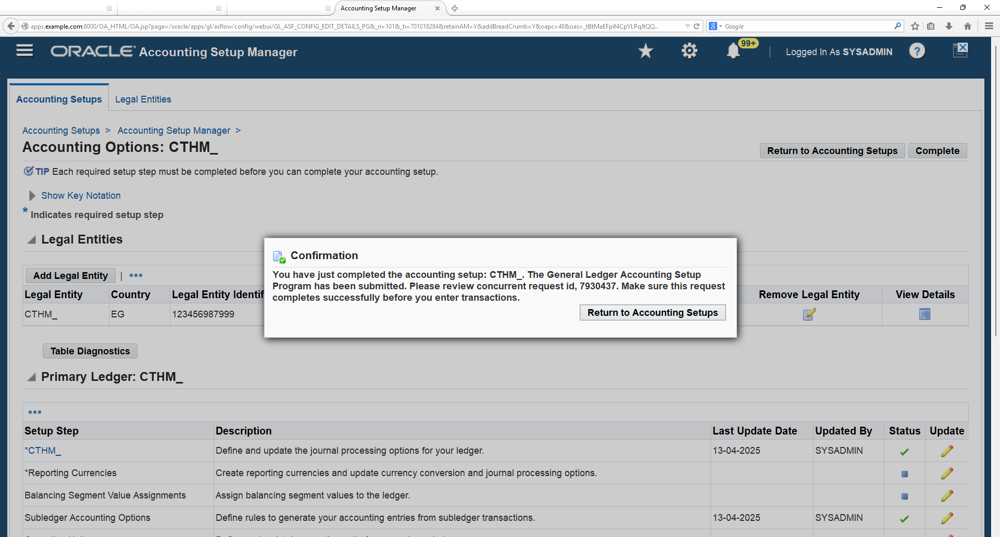 Accounting Setup Manager
apps.example.com:8000/OA_HTML/OA.jsp?page=/oracle/apps/gl/asflow/config/webui/GL_ASF_CONFIG_EDIT_DETAILS_PG&_ri=101&_ti=701018284&retainAM=Y&addBreadCrumb=Y&oapc=48&oas=_tBtMaEFpif4CpYLPqJtQQ..
8 Google
ORACLE Accounting Setup Manager
99+
Logged In As SYSADMIN
?
Accounting Setups
Legal Entities
Accounting Setups > Accounting Setup Manager >
Accounting Options: CTHM_
Return to Accounting Setups
Complete
TIP Each required setup step must be completed before you can complete your accounting setup.
Show Key Notation
* Indicates required setup step
Legal Entities
Add Legal Entity | •••
Legal Entity Country Legal Entity Identif Remove Legal Entity View Details
CTHM_ EG 123456987999
Confirmation
You have just completed the accounting setup: CTHM_. The General Ledger Accounting Setup
Program has been submitted. Please review concurrent request id, 7930437. Make sure this request
completes successfully before you enter transactions.
Return to Accounting Setups
Table Diagnostics
Primary Ledger: CTHM_
•••
Setup Step Description Last Update Date Updated By Status Update
*CTHM_ Define and update the journal processing options for your ledger. 13-04-2025 SYSADMIN
*Reporting Currencies Create reporting currencies and update currency conversion and journal processing options.
Balancing Segment Value Assignments Assign balancing segment values to the ledger.
Subledger Accounting Options Define rules to generate your accounting entries from subledger transactions. 13-04-2025 SYSADMIN